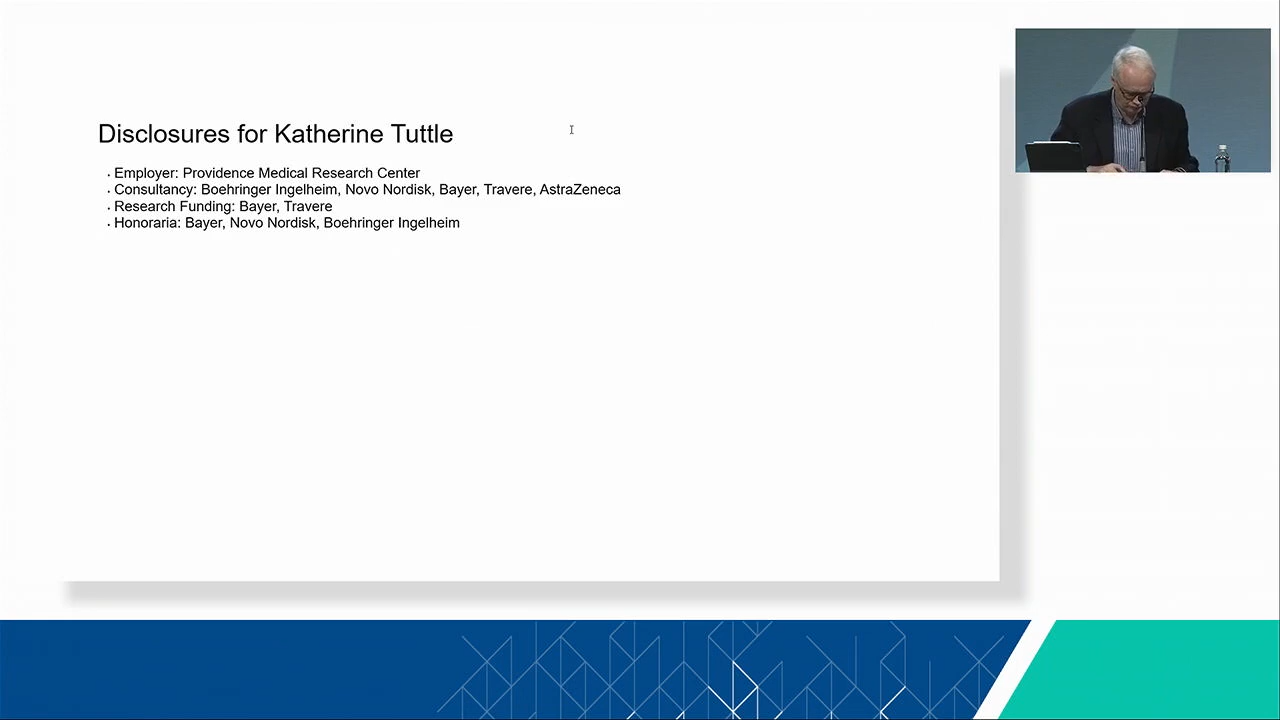 Disclosures for Katherine Tuttle
· Employer: Providence Medical Research Center
· Consultancy: Boehringer Ingelheim, Novo Nordisk, Bayer, Travere, AstraZeneca
· Research Funding: Bayer, Travere
· Honoraria: Bayer, Novo Nordisk, Boehringer Ingelheim